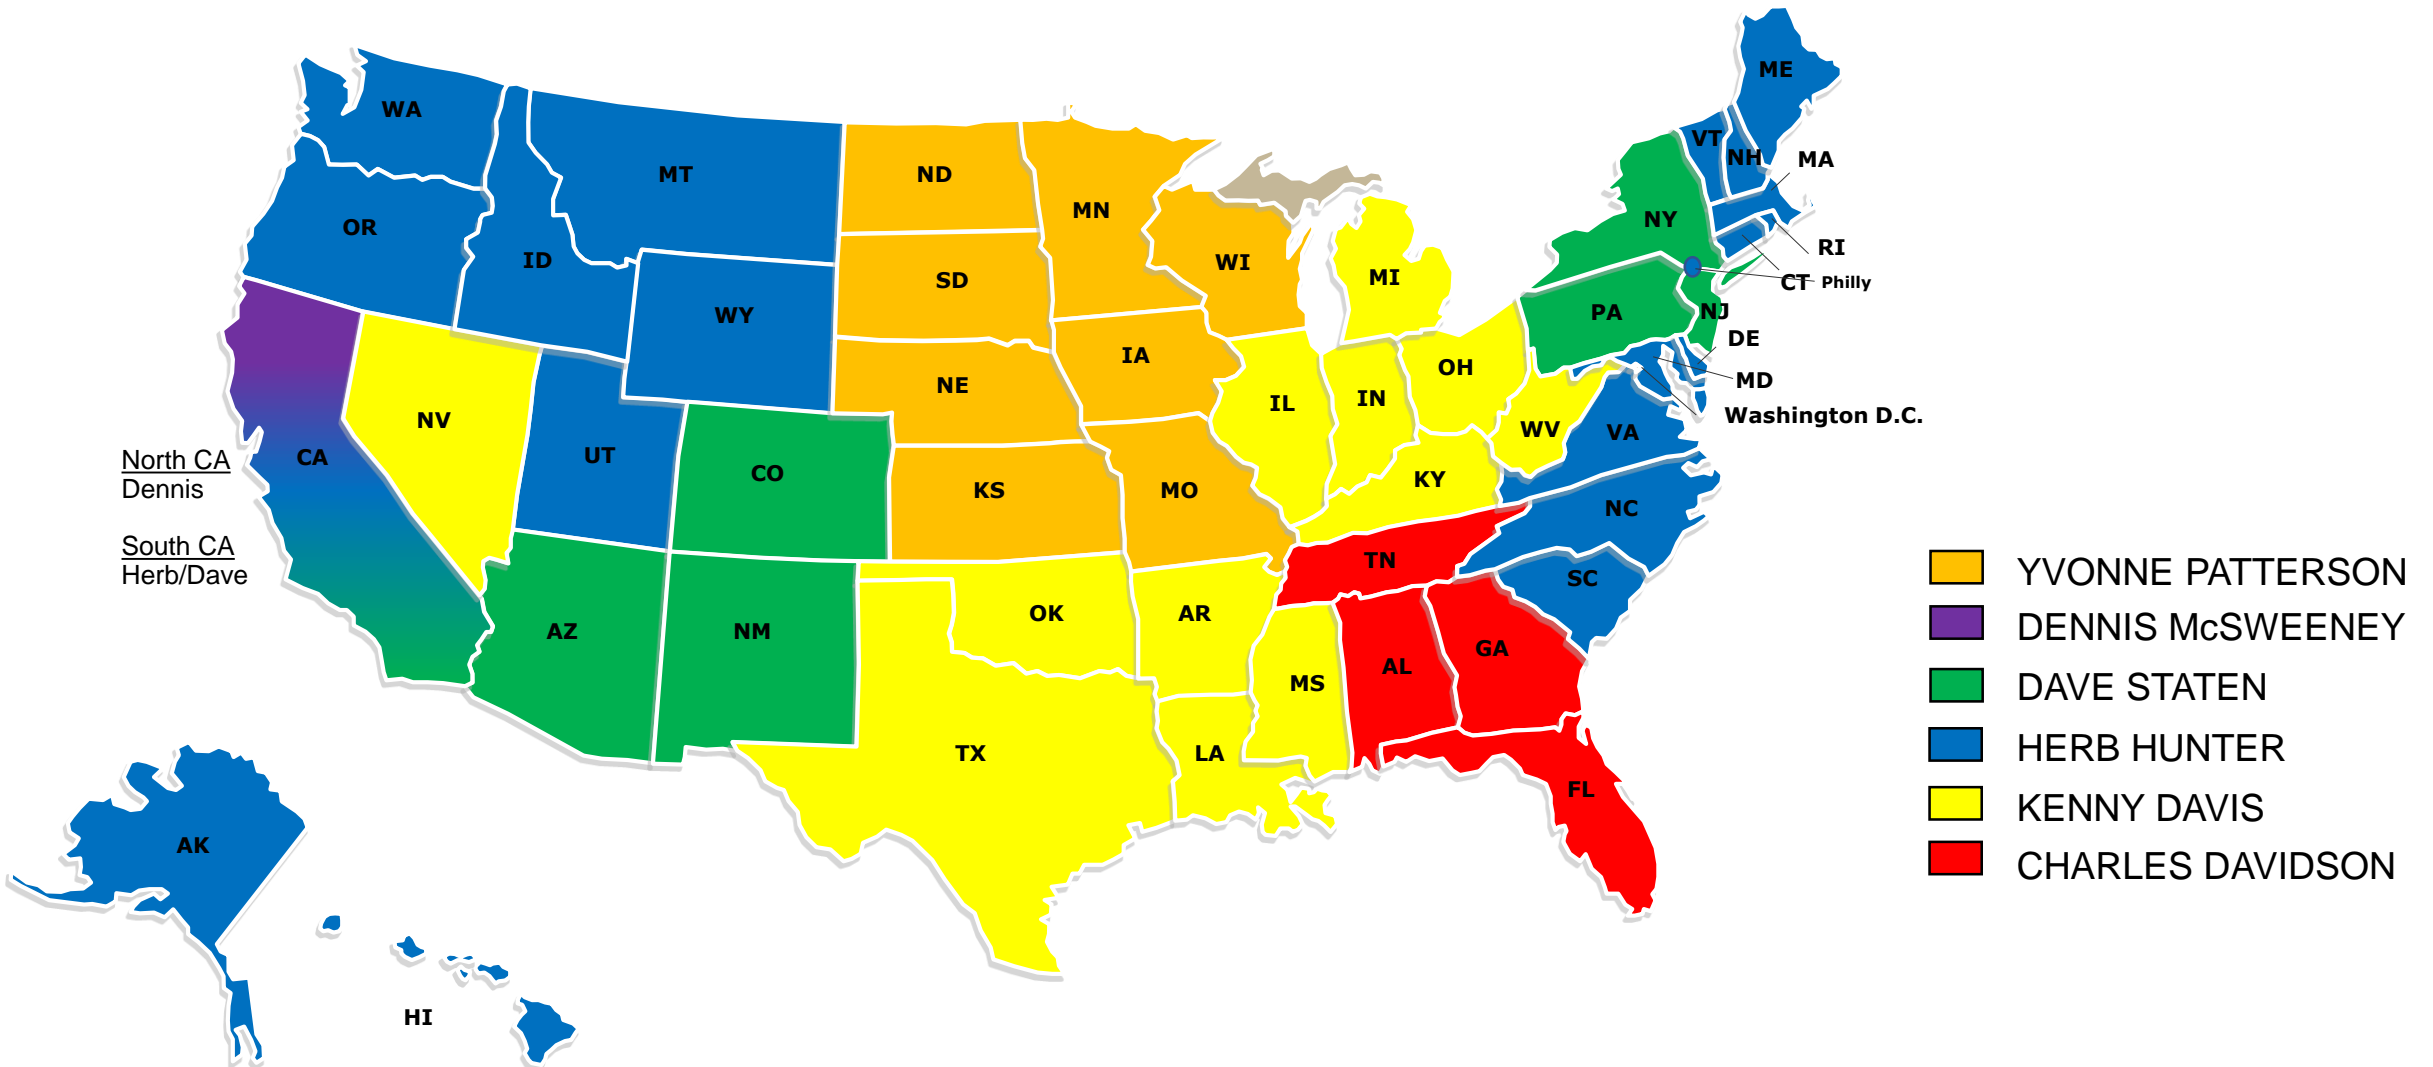 ME
WA
VT
NH
MA
MT
ND
MN
NY
OR
RI
ID
WI
SD
MI
CT
Philly
WY
PA
NJ
DE
IA
OH
MD
NE
IL
IN
Washington D.C.
NV
WV
VA
North CA
Dennis
CA
UT
CO
KS
MO
KY
NC
South CA
Herb/Dave
TN
SC
YVONNE PATTERSON
DENNIS McSWEENEY
AZ
NM
OK
AR
MS
AL
GA
DAVE STATEN
TX
LA
HERB HUNTER
FL
KENNY DAVIS
AK
CHARLES DAVIDSON
HI